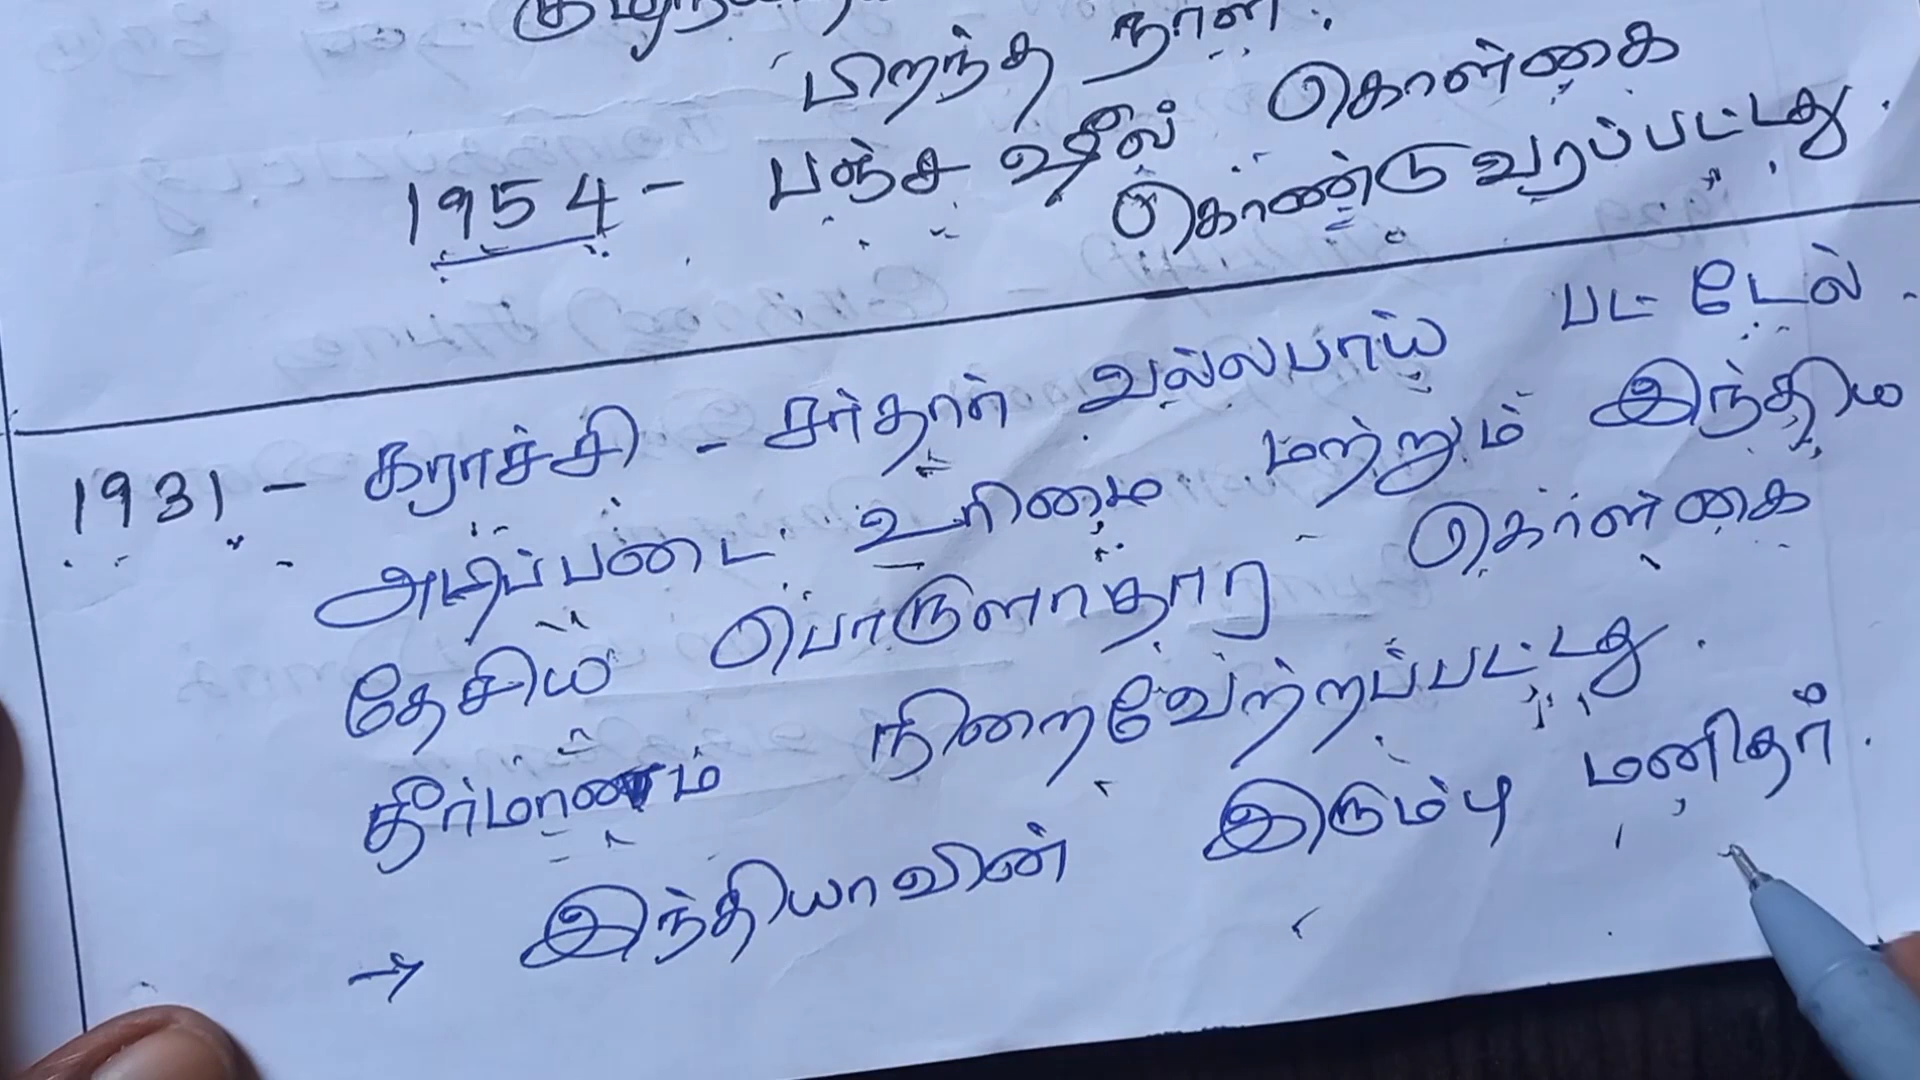 பிறந்த நாள்.
1954 - பஞ்ச ஷீல் கொள்கை
கொண்டு வரப்பட்டது.
1931 - கராச்சி - சர்தார் வல்லபாய் பட்டேல்.
அடிப்படை உரிமை மற்றும் இந்திய
தேசிய பொருளாதார கொள்கை
தீர்மானம் நிறைவேற்றப்பட்டது.
→ இந்தியாவின் இரும்பு மனிதர்.